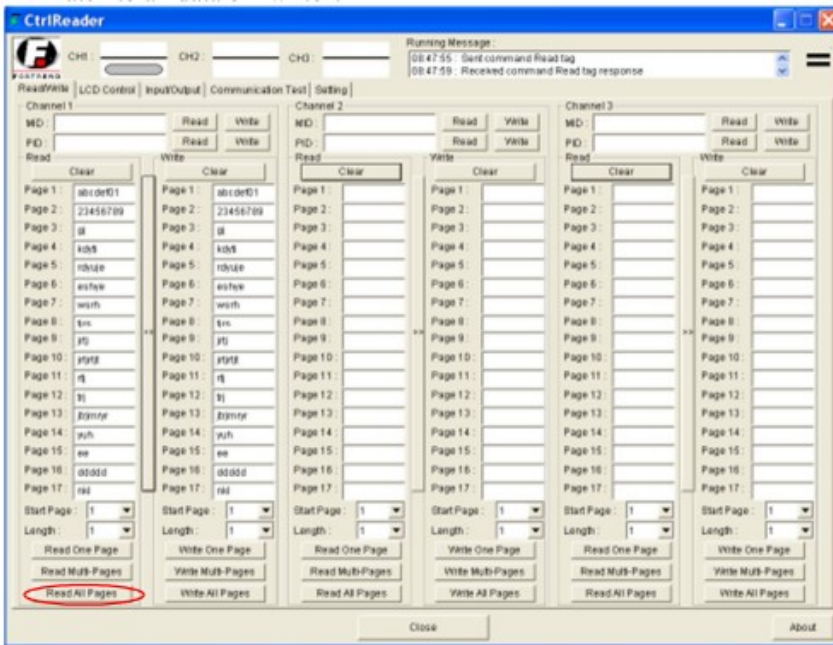 CtrlReader
FORTREND
CH1 :
CH2 :
CH3 :
Running Message :
08:47:55 : Sent command Read tag
08:47:59 : Received command Read tag response
Read/Write LCD Control Input/Output Communication Test Setting
Channel 1 Channel 2 Channel 3
MID : Read Write MID : Read Write MID : Read Write
PID : Read Write PID : Read Write PID : Read Write
Read Write Read Write Read Write
Clear Clear Clear Clear Clear Clear
Page 1 : abcdef01 Page 1 : abcdef01 Page 1 : Page 1 : Page 1 : Page 1 :
Page 2 : 23456789 Page 2 : 23456789 Page 2 : Page 2 : Page 2 : Page 2 :
Page 3 : Page 3 : Page 3 : Page 3 : Page 3 : Page 3 :
Page 4 : Page 4 : Page 4 : Page 4 : Page 4 : Page 4 :
Page 5 : rdyuje Page 5 : rdyuje Page 5 : Page 5 : Page 5 : Page 5 :
Page 6 : Page 6 : Page 6 : Page 6 : Page 6 : Page 6 :
Page 7 : wsrh Page 7 : wsrh Page 7 : Page 7 : Page 7 : Page 7 :
Page 8 : Page 8 : Page 8 : Page 8 : Page 8 : Page 8 :
>> >> >>
Page 9 : Page 9 : Page 9 : Page 9 : Page 9 : Page 9 :
Page 10 : Page 10 : Page 10 : Page 10 : Page 10 : Page 10 :
Page 11 : Page 11 : Page 11 : Page 11 : Page 11 : Page 11 :
Page 12 : Page 12 : Page 12 : Page 12 : Page 12 : Page 12 :
Page 13 : Page 13 : Page 13 : Page 13 : Page 13 : Page 13 :
Page 14 : yuh Page 14 : yuh Page 14 : Page 14 : Page 14 : Page 14 :
Page 15 : ee Page 15 : ee Page 15 : Page 15 : Page 15 : Page 15 :
Page 16 : ddddd Page 16 : ddddd Page 16 : Page 16 : Page 16 : Page 16 :
Page 17 : Page 17 : Page 17 : Page 17 : Page 17 : Page 17 :
Start Page : 1 Start Page : 1 Start Page : 1 Start Page : 1 Start Page : 1 Start Page : 1
Length : 1 Length : 1 Length : 1 Length : 1 Length : 1 Length : 1
Read One Page Write One Page Read One Page Write One Page Read One Page Write One Page
Read Multi-Pages Write Multi-Pages Read Multi-Pages Write Multi-Pages Read Multi-Pages Write Multi-Pages
Read All Pages Write All Pages Read All Pages Write All Pages Read All Pages Write All Pages
Close About